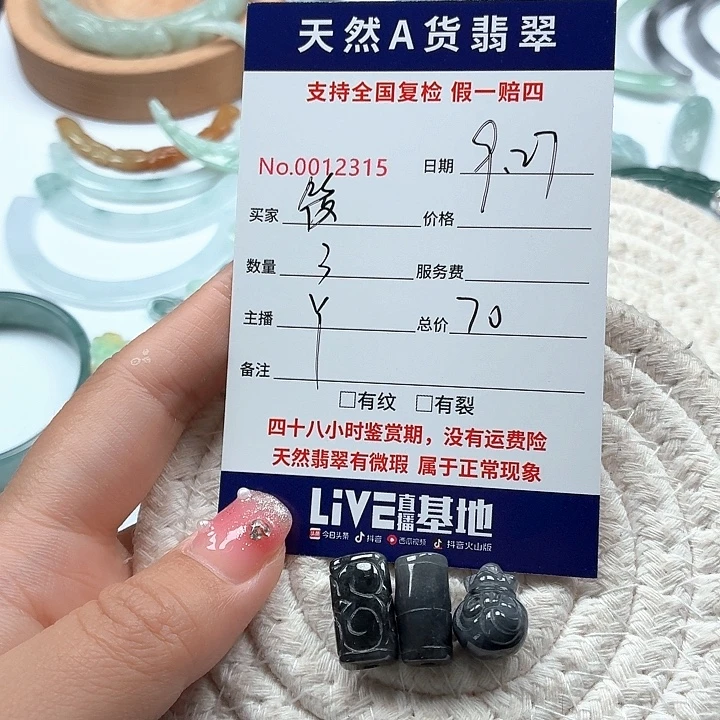 天然A货翡翠
支持全国复检 假一赔四
No.0012315 日期 9.27
买家 筱 价格
数量 3 服务费
主播 Y 总价 70
备注
□有纹 □有裂
四十八小时鉴赏期，没有运费险
天然翡翠有微瑕 属于正常现象
LiVE直播基地
头条 今日头条 抖音 西瓜视频 抖音火山版